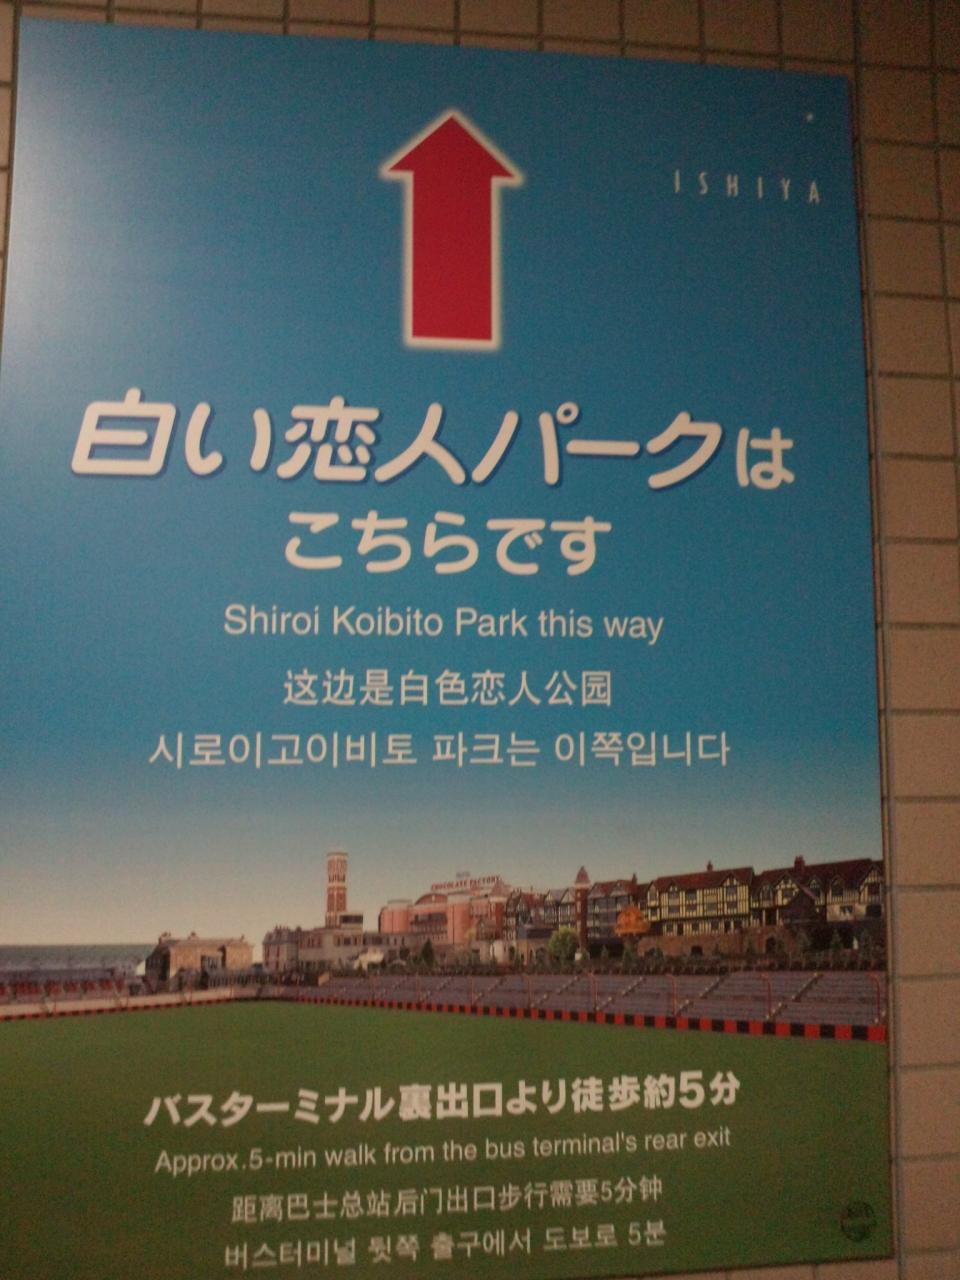 ISHIYA
白い恋人パークは
こちらです
Shiroi Koibito Park this way
这边是白色恋人公园
시로이고이비토 파크는 이쪽입니다
CHOCOLATE FACTORY
バスターミナル裏出口より徒歩約5分
Approx.5-min walk from the bus terminal's rear exit
距离巴士总站后门出口步行需要5分钟
버스터미널 뒷쪽 출구에서 도보로 5분